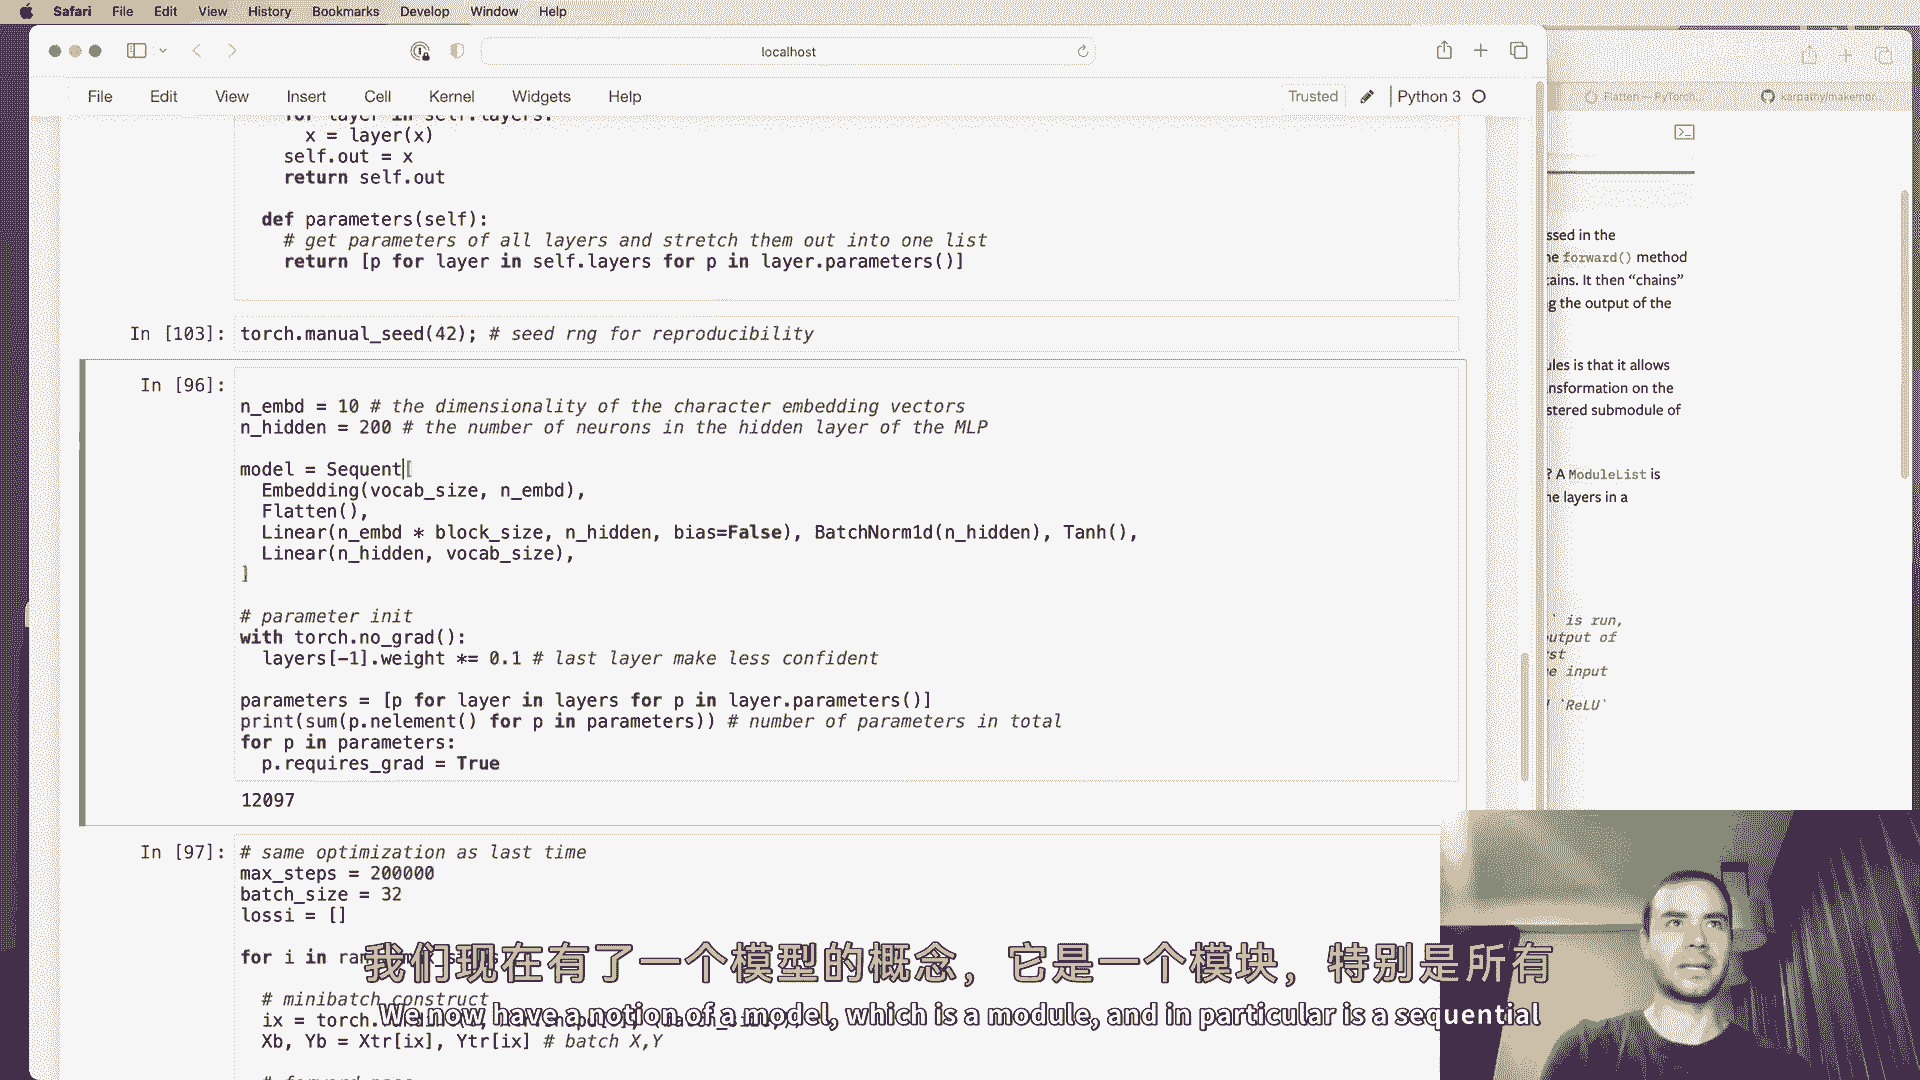 Safari File Edit View History Bookmarks Develop Window Help
localhost
File Edit View Insert Cell Kernel Widgets Help Trusted Python 3
Flatten — PyTorch...
karpathy/makemor...
for layer in self.layers:
x = layer(x)
self.out = x
return self.out
def parameters(self):
# get parameters of all layers and stretch them out into one list
return [p for layer in self.layers for p in layer.parameters()]
In [103]: torch.manual_seed(42); # seed rng for reproducibility
In [96]:
n_embd = 10 # the dimensionality of the character embedding vectors
n_hidden = 200 # the number of neurons in the hidden layer of the MLP
model = Sequent[
Embedding(vocab_size, n_embd),
Flatten(),
Linear(n_embd * block_size, n_hidden, bias=False), BatchNorm1d(n_hidden), Tanh(),
Linear(n_hidden, vocab_size),
]
# parameter init
with torch.no_grad():
layers[-1].weight *= 0.1 # last layer make less confident
parameters = [p for layer in layers for p in layer.parameters()]
print(sum(p.nelement() for p in parameters)) # number of parameters in total
for p in parameters:
p.requires_grad = True
12097
In [97]: # same optimization as last time
max_steps = 200000
batch_size = 32
lossi = []
for i in
# minibatch construct
ix = torch.
Xb, Yb = Xtr[ix], Ytr[ix] # batch X,Y
# forward pass
我们现在有了一个模型的概念，它是一个模块，特别是所有
We now have a notion of a model, which is a module, and in particular is a sequential
ssed in the
forward() method
tains. It then “chains”
g the output of the
ules is that it allows
nsformation on the
stered submodule of
? A ModuleList is
he layers in a
` is run,
output of
rst
e input
`ReLU`